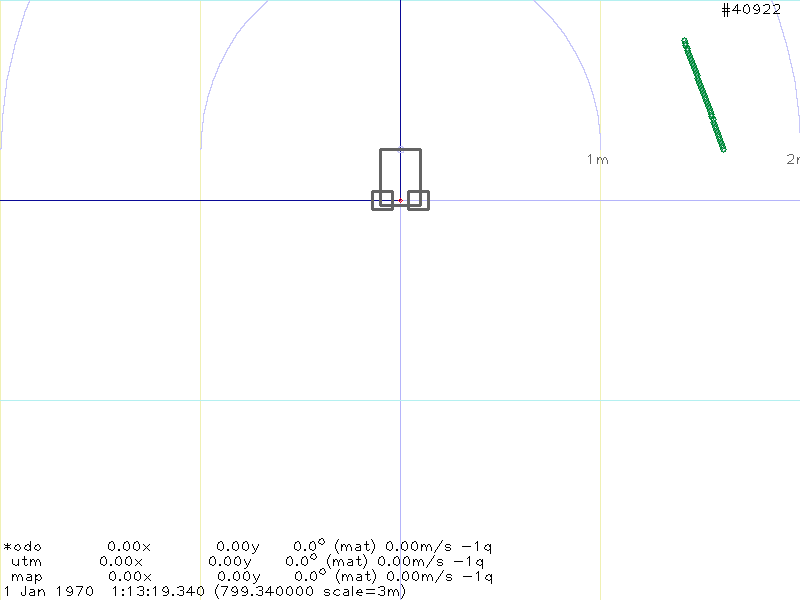 #40922
1m
2m
*odo 0.00x 0.00y 0.0° (mat) 0.00m/s -1q
utm 0.00x 0.00y 0.0° (mat) 0.00m/s -1q
map 0.00x 0.00y 0.0° (mat) 0.00m/s -1q
1 Jan 1970 1:13:19.340 (799.340000 scale=3m)